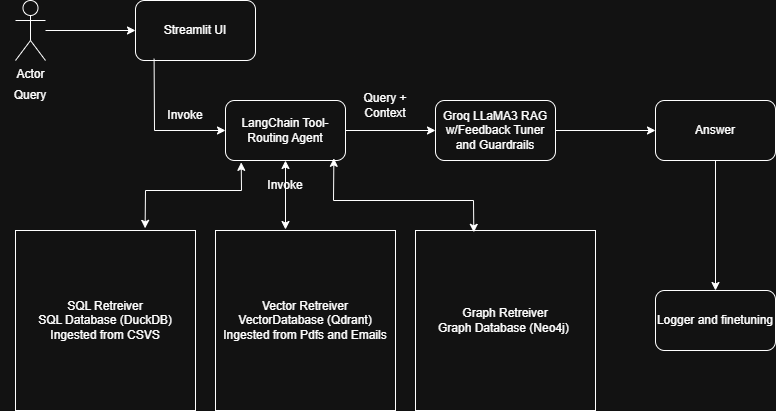 Streamlit UI
Actor
Query
Invoke
LangChain Tool-
Routing Agent
Query +
Context
Groq LLaMA3 RAG
w/Feedback Tuner
and Guardrails
Answer
Invoke
SQL Retreiver
SQL Database (DuckDB)
Ingested from CSVS
Vector Retreiver
VectorDatabase (Qdrant)
Ingested from Pdfs and Emails
Graph Retreiver
Graph Database (Neo4j)
Logger and finetuning